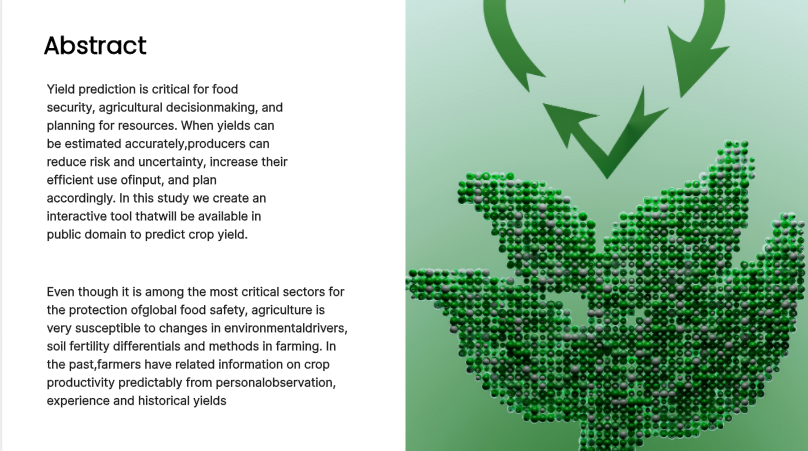 Abstract
Yield prediction is critical for food
security, agricultural decisionmaking, and
planning for resources. When yields can
be estimated accurately,producers can
reduce risk and uncertainty, increase their
efficient use ofinput, and plan
accordingly. In this study we create an
interactive tool thatwill be available in
public domain to predict crop yield.
Even though it is among the most critical sectors for
the protection ofglobal food safety, agriculture is
very susceptible to changes in environmentaldrivers,
soil fertility differentials and methods in farming. In
the past,farmers have related information on crop
productivity predictably from personalobservation,
experience and historical yields